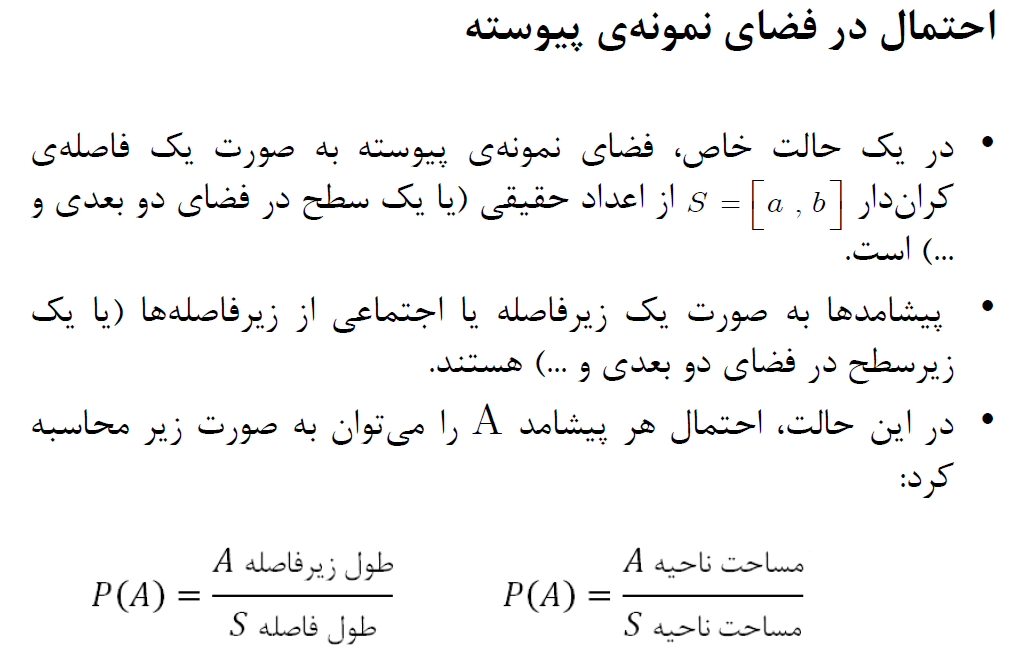 احتمال در فضای نمونه‌ی پیوسته
• در یک حالت خاص، فضای نمونه‌ی پیوسته به صورت یک فاصله‌ی
کران‌دار S = [a , b] از اعداد حقیقی (یا یک سطح در فضای دو بعدی و
...) است.
• پیشامدها به صورت یک زیرفاصله یا اجتماعی از زیرفاصله‌ها (یا یک
زیرسطح در فضای دو بعدی و ...) هستند.
• در این حالت، احتمال هر پیشامد A را می‌توان به صورت زیر محاسبه
کرد:
P(A) = طول زیرفاصله A / طول فاصله S
P(A) = مساحت ناحیه A / مساحت ناحیه S